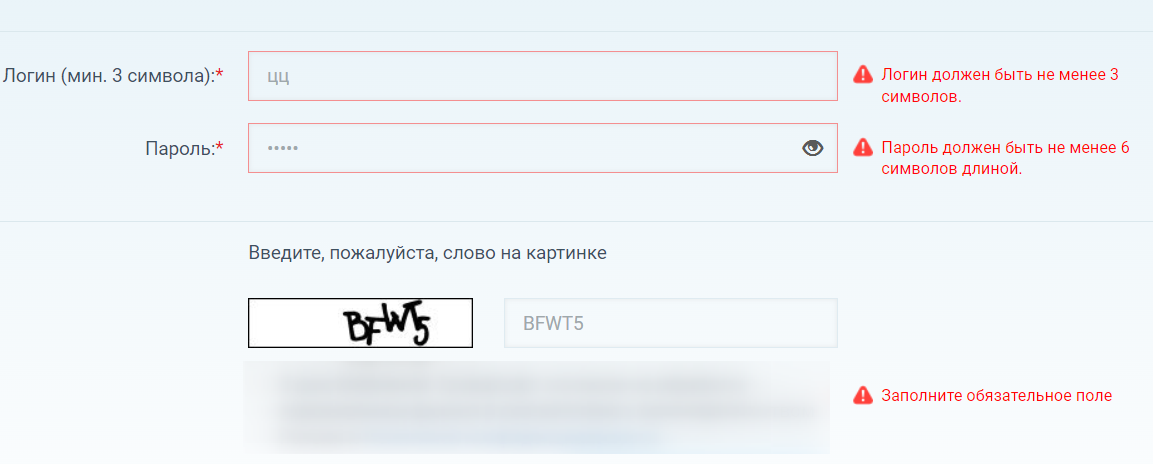 Логин (мин. 3 символа):*
цц
Логин должен быть не менее 3
символов.
Пароль:*
•••••
Пароль должен быть не менее 6
символов длиной.
Введите, пожалуйста, слово на картинке
BFWT5
BFWT5
Заполните обязательное поле